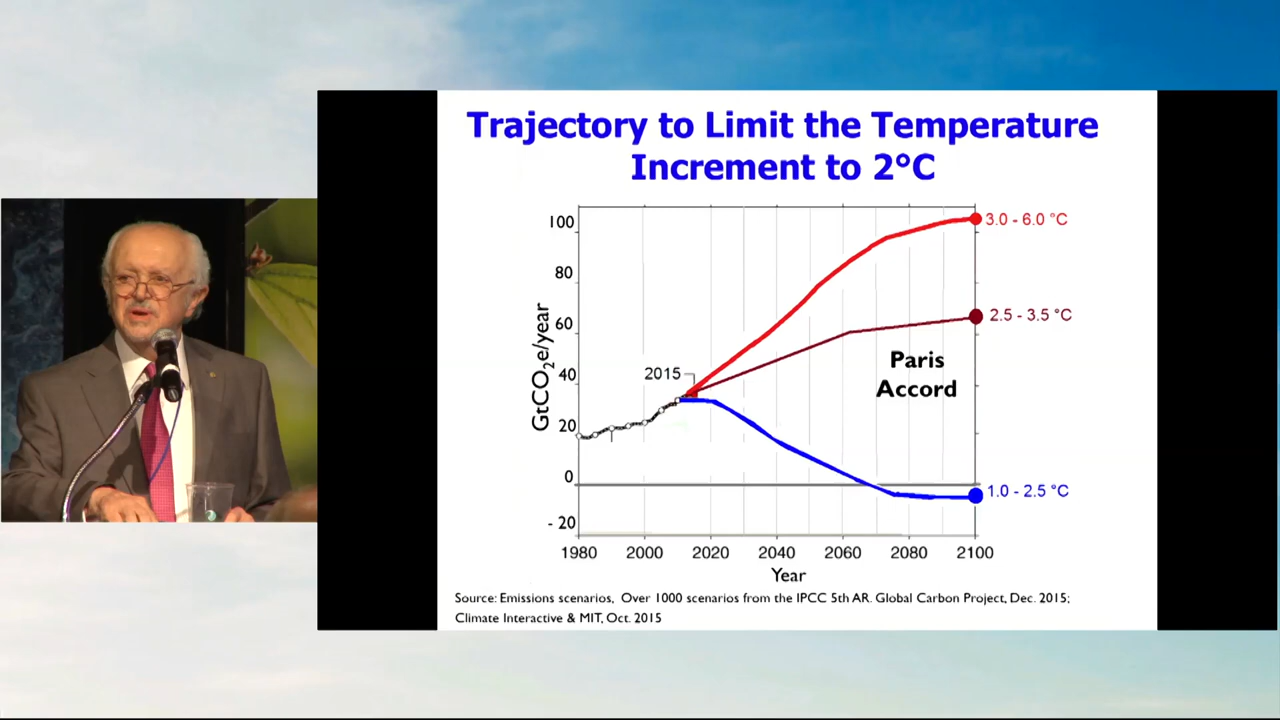 Trajectory to Limit the Temperature
Increment to 2°C
100
80
60
40
20
0
- 20
GtCO2e/year
2015
3.0 - 6.0 °C
2.5 - 3.5 °C
Paris
Accord
1.0 - 2.5 °C
1980 2000 2020 2040 2060 2080 2100
Year
Source: Emissions scenarios, Over 1000 scenarios from the IPCC 5th AR. Global Carbon Project, Dec. 2015;
Climate Interactive & MIT, Oct. 2015